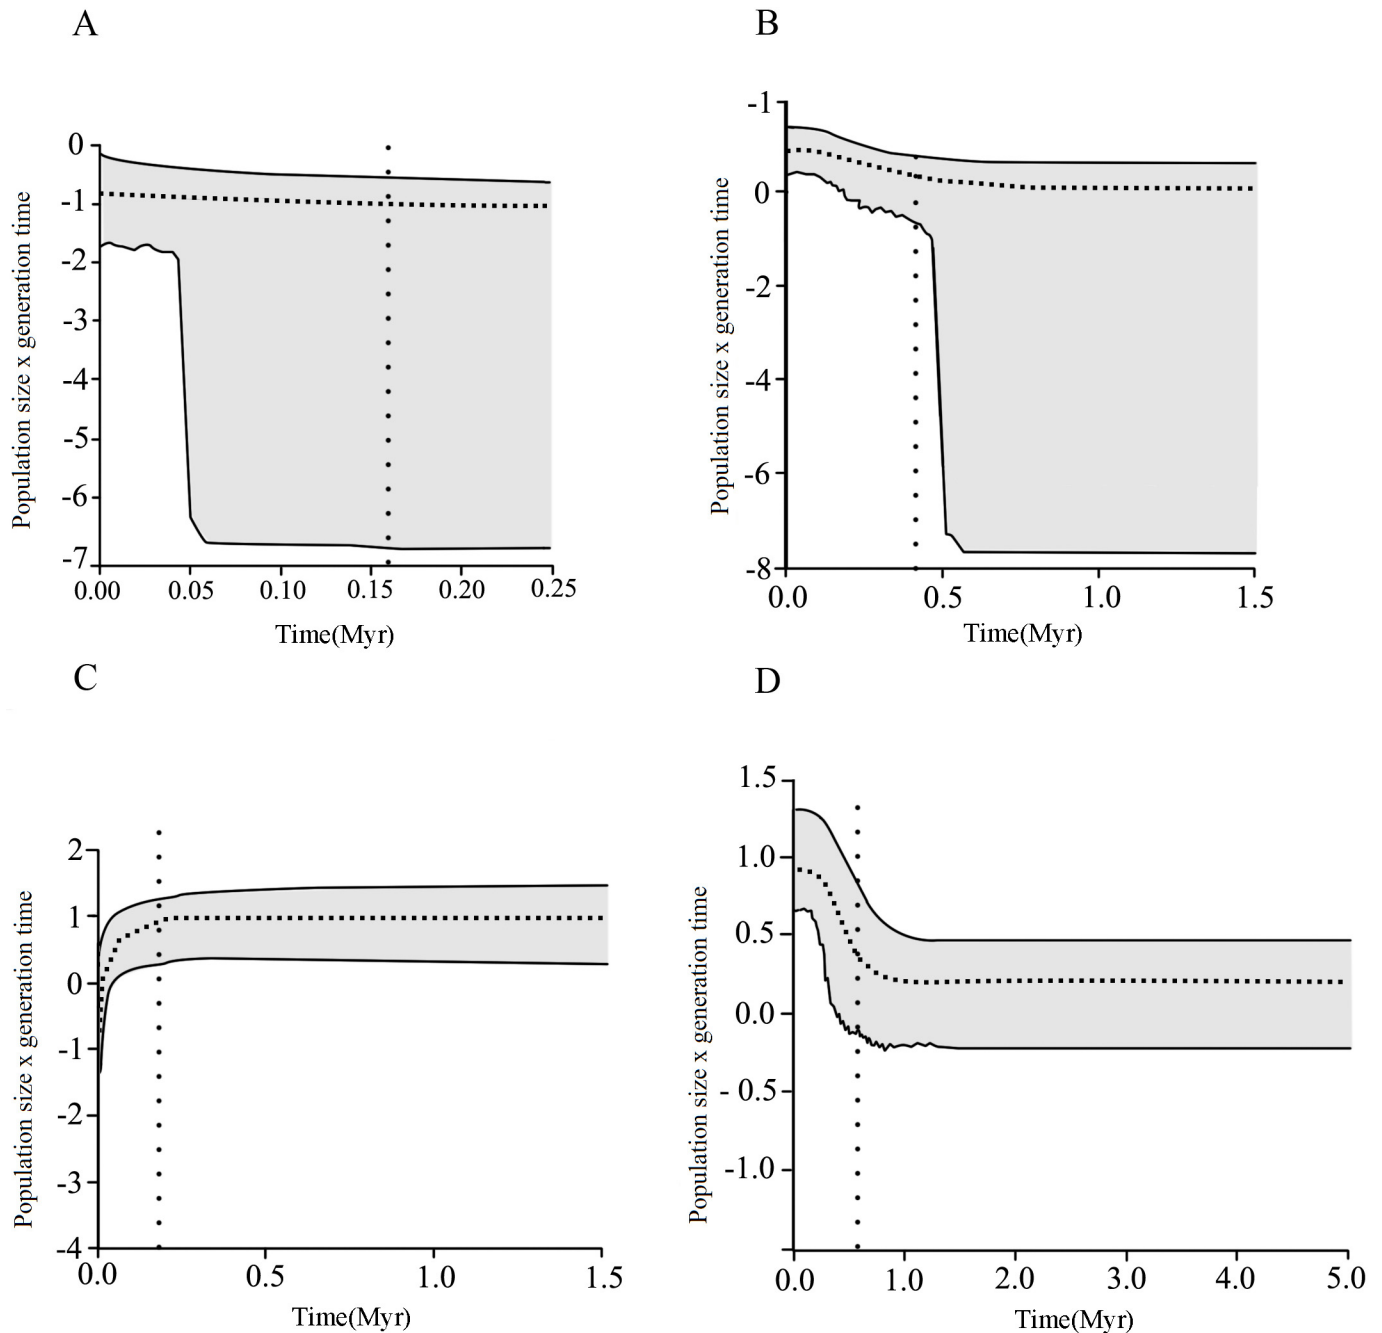 A
0
-1
-2
-3
-4
-5
-6
-7
0.00 0.05 0.10 0.15 0.20 0.25
Population size x generation time
Time(Myr)
B
-1
0
-2
-4
-6
-8
0.0 0.5 1.0 1.5
Population size x generation time
Time(Myr)
C
2
1
0
-1
-2
-3
-4
0.0 0.5 1.0 1.5
Population size x generation time
Time(Myr)
D
1.5
1.0
0.5
0.0
- 0.5
-1.0
0.0 1.0 2.0 3.0 4.0 5.0
Population size x generation time
Time(Myr)